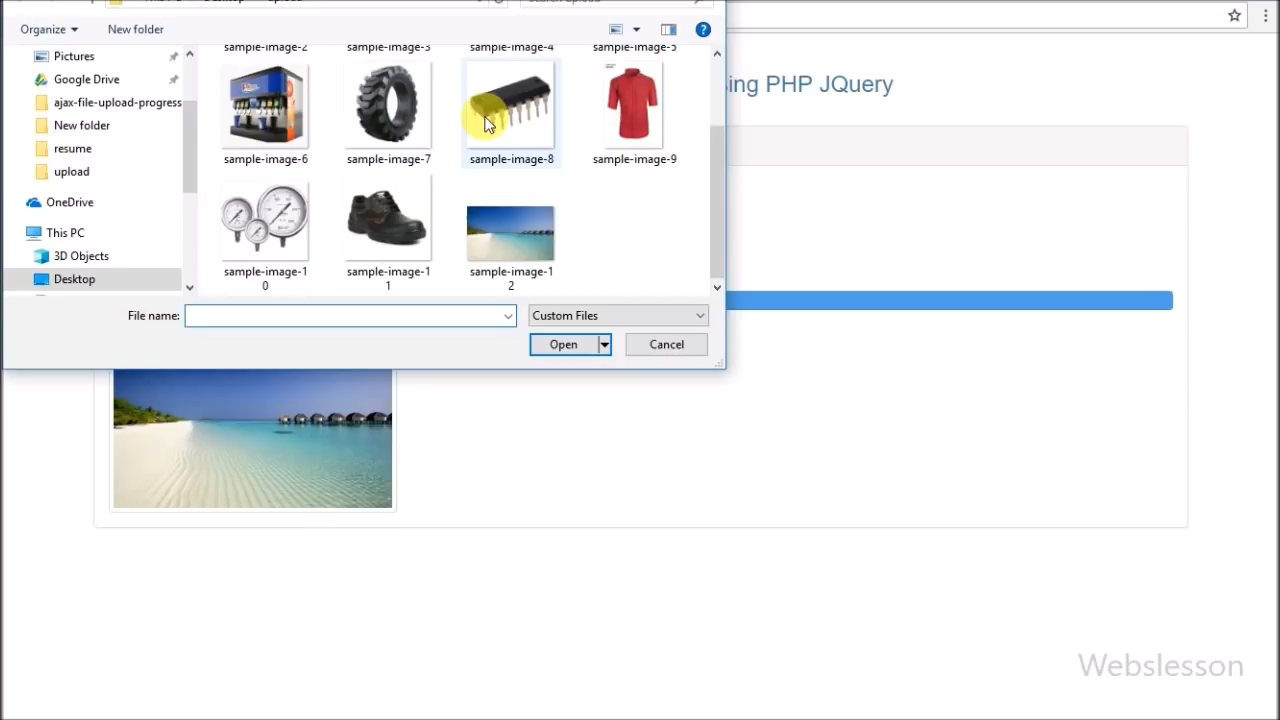 Organize
New folder
sample-image-2
sample-image-3
sample-image-4
sample-image-5
Pictures
Google Drive
ajax-file-upload-progress
New folder
resume
upload
OneDrive
This PC
3D Objects
Desktop
sample-image-6
sample-image-7
sample-image-8
sample-image-9
sample-image-1
0
sample-image-1
1
sample-image-1
2
File name:
Custom Files
Open
Cancel
ing PHP JQuery
Webslesson